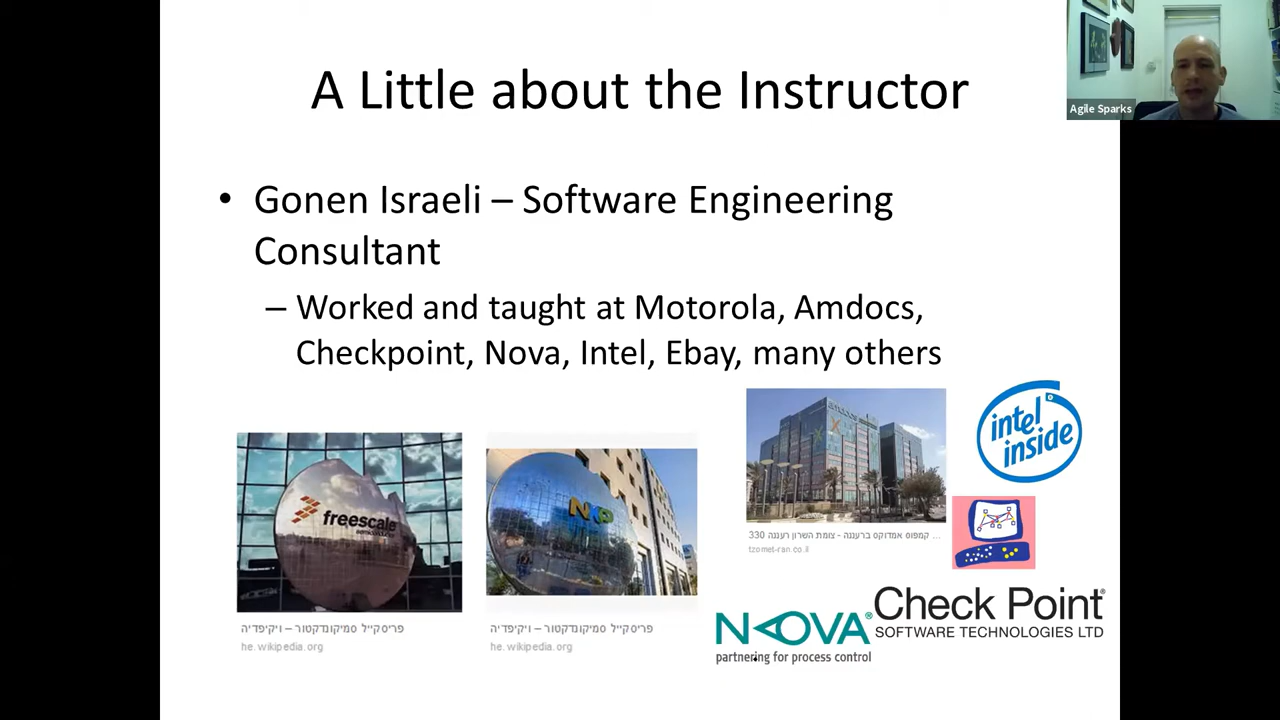 A Little about the Instructor
Agile Sparks
• Gonen Israeli – Software Engineering
Consultant
– Worked and taught at Motorola, Amdocs,
Checkpoint, Nova, Intel, Ebay, many others
freescale
semiconductor
NXP
amdocs
intel
inside
קמפוס אמדוקס ברעננה - צומת השרון רעננה 330 ...
tzomet-ran.co.il
פריסקייל סמיקונדקטור – ויקיפדיה
he.wikipedia.org
פריסקייל סמיקונדקטור – ויקיפדיה
he.wikipedia.org
NOVA®
partnering for process control
Check Point®
SOFTWARE TECHNOLOGIES LTD